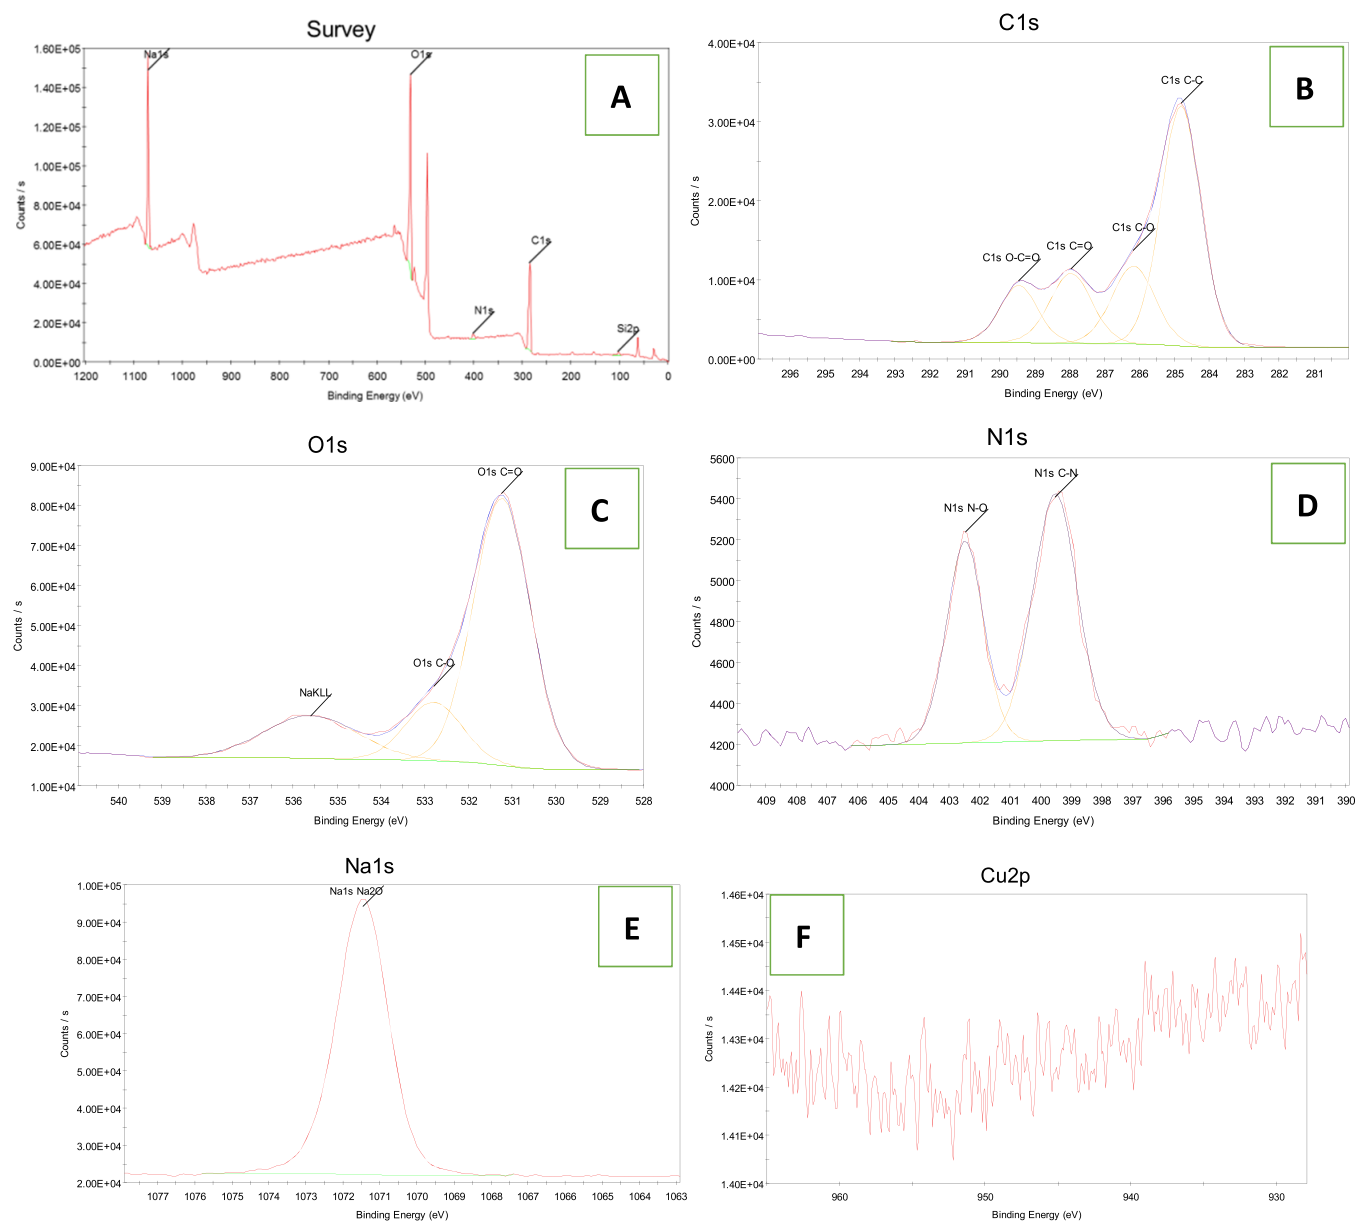 Survey
1.60E+05
1.40E+05
1.20E+05
1.00E+05
8.00E+04
6.00E+04
4.00E+04
2.00E+04
0.00E+00
Counts / s
Na1s
O1s
C1s
N1s
Si2p
A
1200 1100 1000 900 800 700 600 500 400 300 200 100 0
Binding Energy (eV)
C1s
4.00E+04
3.00E+04
2.00E+04
1.00E+04
0.00E+00
Counts / s
C1s C-C
C1s C-O
C1s C=O
C1s O-C=O
B
296 295 294 293 292 291 290 289 288 287 286 285 284 283 282 281
Binding Energy (eV)
O1s
9.00E+04
8.00E+04
7.00E+04
6.00E+04
5.00E+04
4.00E+04
3.00E+04
2.00E+04
1.00E+04
Counts / s
O1s C=O
O1s C-O
NaKLL
C
540 539 538 537 536 535 534 533 532 531 530 529 528
Binding Energy (eV)
N1s
5600
5400
5200
5000
4800
4600
4400
4200
4000
Counts / s
N1s C-N
N1s N-O
D
409 408 407 406 405 404 403 402 401 400 399 398 397 396 395 394 393 392 391 390
Binding Energy (eV)
Na1s
1.00E+05
9.00E+04
8.00E+04
7.00E+04
6.00E+04
5.00E+04
4.00E+04
3.00E+04
2.00E+04
Counts / s
Na1s Na2O
E
1077 1076 1075 1074 1073 1072 1071 1070 1069 1068 1067 1066 1065 1064 1063
Binding Energy (eV)
Cu2p
1.46E+04
1.45E+04
1.44E+04
1.43E+04
1.42E+04
1.41E+04
1.40E+04
Counts / s
F
960 950 940 930
Binding Energy (eV)